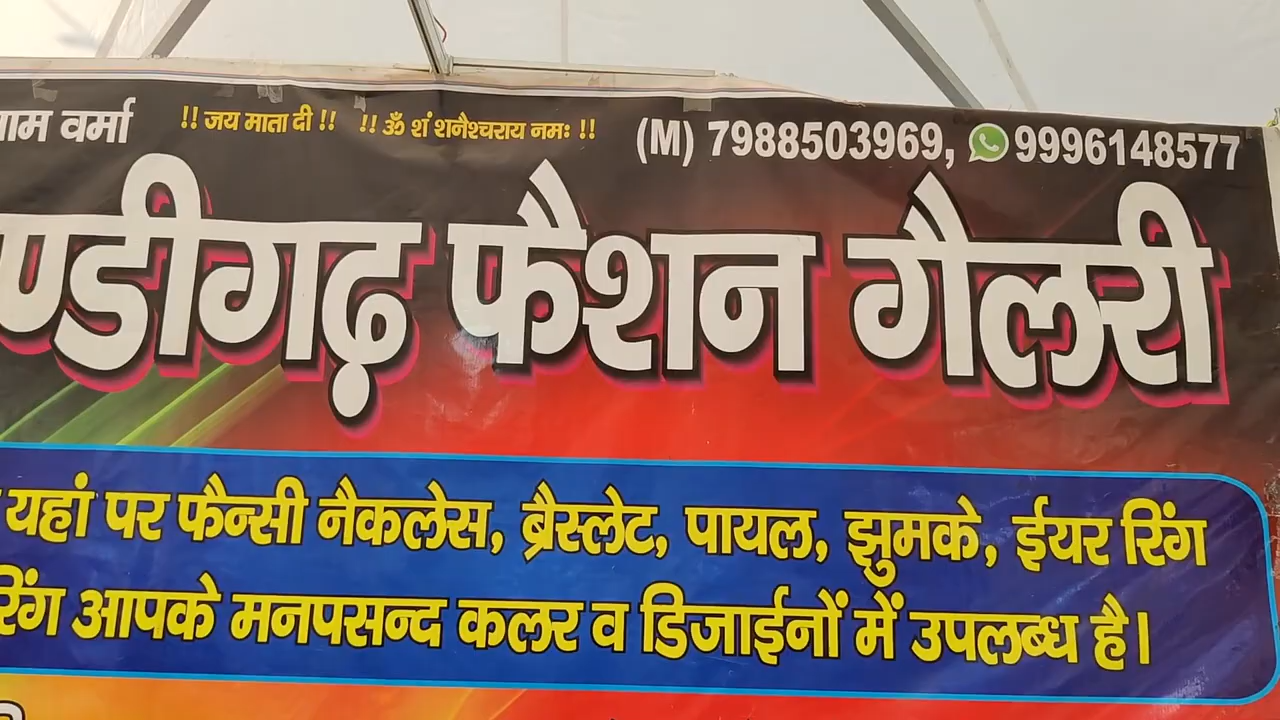 वर्मा !! जय माता दी !! !! ॐ शं शनैश्चराय नमः !! (M) 7988503969, 9996148577
ण्डीगढ़ फैशन गैलरी
यहां पर फैन्सी नैकलेस, ब्रैस्लेट, पायल, झुमके, ईयर रिंग
रिंग आपके मनपसन्द कलर व डिजाईनों में उपलब्ध है।